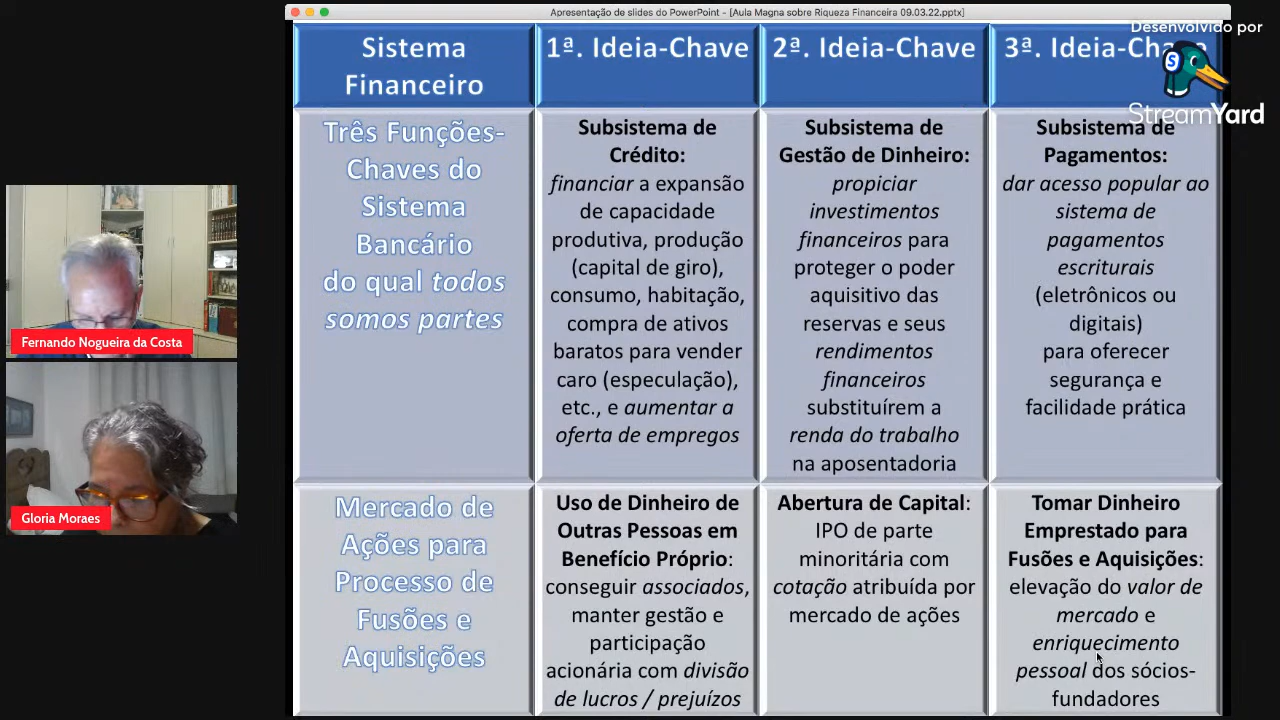 Apresentação de slides do PowerPoint - [Aula Magna sobre Riqueza Financeira 09.03.22.pptx]
Desenvolvido por
StreamYard
Sistema
Financeiro
1ª. Ideia-Chave
2ª. Ideia-Chave
3ª. Ideia-Chave
Três Funções-
Chaves do
Sistema
Bancário
do qual todos
somos partes
Subsistema de
Crédito:
financiar a expansão
de capacidade
produtiva, produção
(capital de giro),
consumo, habitação,
compra de ativos
baratos para vender
caro (especulação),
etc., e aumentar a
oferta de empregos
Subsistema de
Gestão de Dinheiro:
propiciar
investimentos
financeiros para
proteger o poder
aquisitivo das
reservas e seus
rendimentos
financeiros
substituírem a
renda do trabalho
na aposentadoria
Subsistema de
Pagamentos:
dar acesso popular ao
sistema de
pagamentos
escriturais
(eletrônicos ou
digitais)
para oferecer
segurança e
facilidade prática
Mercado de
Ações para
Processo de
Fusões e
Aquisições
Uso de Dinheiro de
Outras Pessoas em
Benefício Próprio:
conseguir associados,
manter gestão e
participação
acionária com divisão
de lucros / prejuízos
Abertura de Capital:
IPO de parte
minoritária com
cotação atribuída por
mercado de ações
Tomar Dinheiro
Emprestado para
Fusões e Aquisições:
elevação do valor de
mercado e
enriquecimento
pessoal dos sócios-
fundadores
Fernando Nogueira da Costa
Gloria Moraes